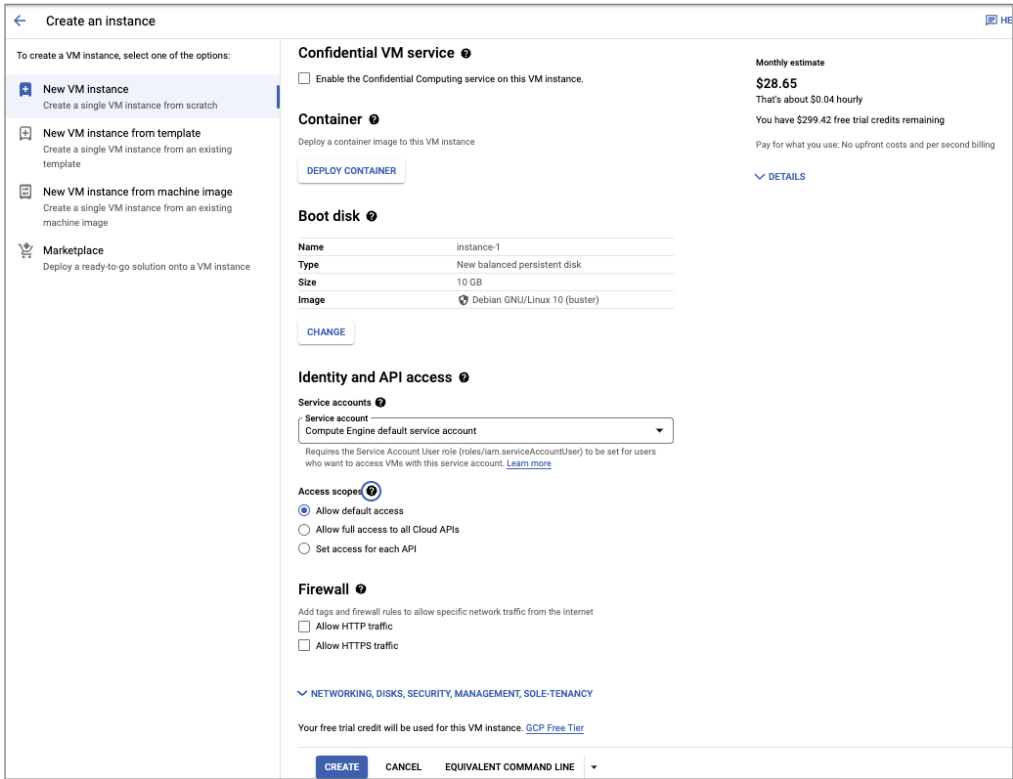 Create an instance
HE
To create a VM instance, select one of the options:
New VM instance
Create a single VM instance from scratch
New VM instance from template
Create a single VM instance from an existing
template
New VM instance from machine image
Create a single VM instance from an existing
machine image
Marketplace
Deploy a ready-to-go solution onto a VM instance
Confidential VM service
Enable the Confidential Computing service on this VM instance.
Container
Deploy a container image to this VM instance
DEPLOY CONTAINER
Boot disk
Name instance-1
Type New balanced persistent disk
Size 10 GB
Image Debian GNU/Linux 10 (buster)
CHANGE
Identity and API access
Service accounts
Service account
Compute Engine default service account
Requires the Service Account User role (roles/iam.serviceAccountUser) to be set for users
who want to access VMs with this service account. Learn more
Access scopes
Allow default access
Allow full access to all Cloud APIs
Set access for each API
Firewall
Add tags and firewall rules to allow specific network traffic from the Internet
Allow HTTP traffic
Allow HTTPS traffic
NETWORKING, DISKS, SECURITY, MANAGEMENT, SOLE-TENANCY
Your free trial credit will be used for this VM instance. GCP Free Tier
CREATE CANCEL EQUIVALENT COMMAND LINE
Monthly estimate
$28.65
That's about $0.04 hourly
You have $299.42 free trial credits remaining
Pay for what you use: No upfront costs and per second billing
DETAILS